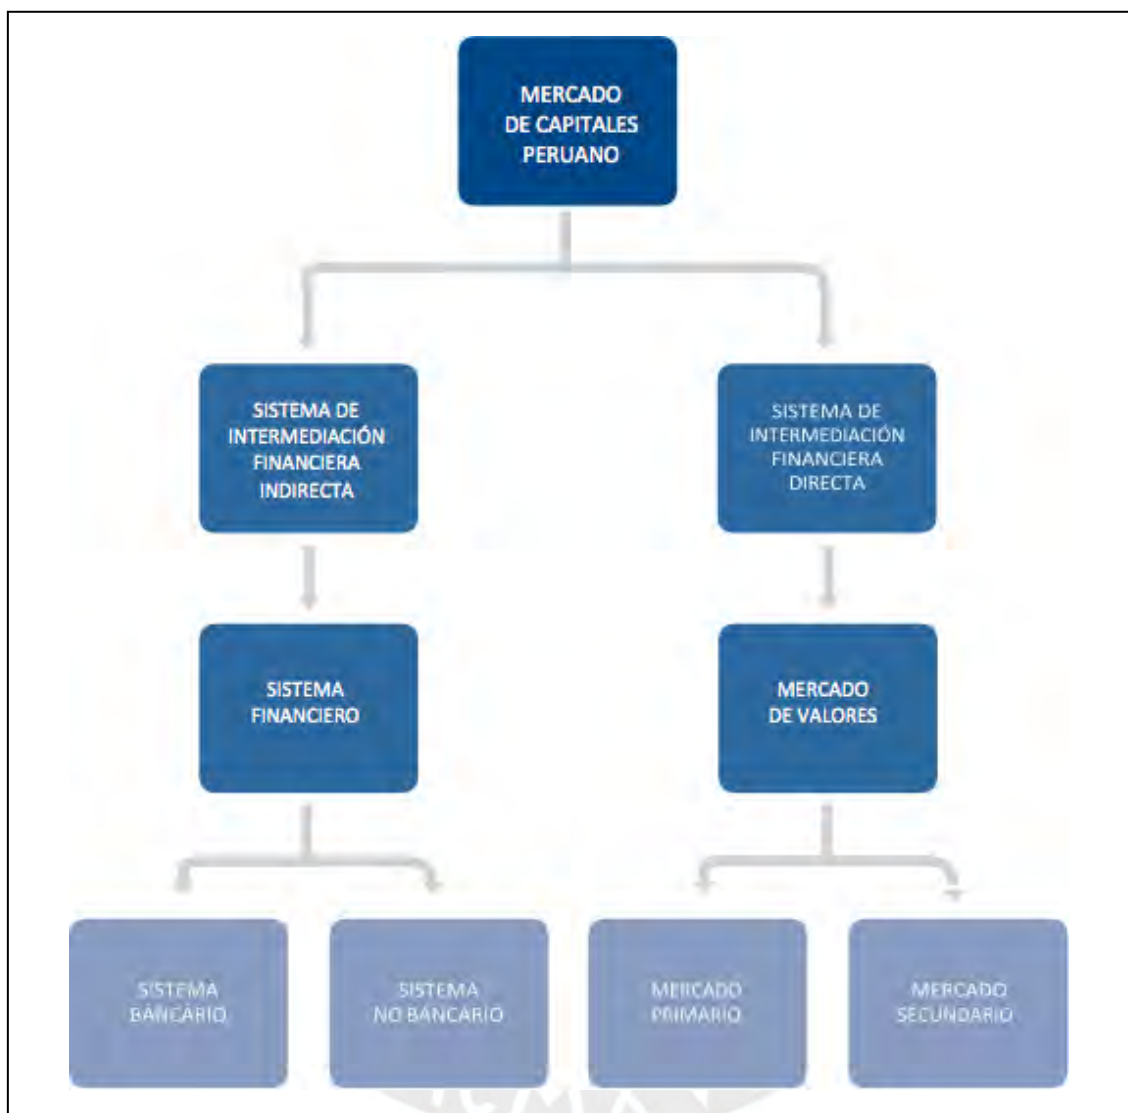 MERCADO
DE CAPITALES
PERUANO
SISTEMA DE
INTERMEDIACIÓN
FINANCIERA
INDIRECTA
SISTEMA DE
INTERMEDIACIÓN
FINANCIERA
DIRECTA
SISTEMA
FINANCIERO
MERCADO
DE VALORES
SISTEMA
BANCARIO
SISTEMA
NO BANCARIO
MERCADO
PRIMARIO
MERCADO
SECUNDARIO